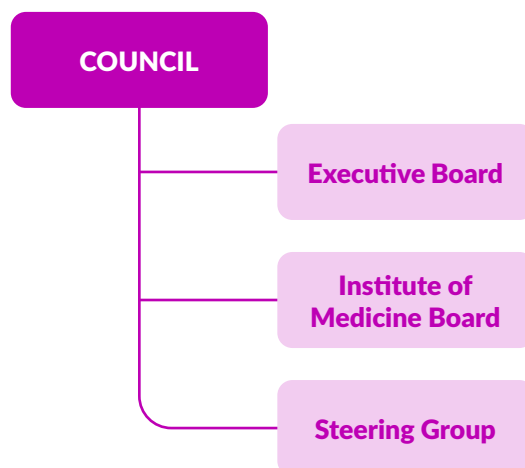 COUNCIL
Executive Board
Institute of
Medicine Board
Steering Group